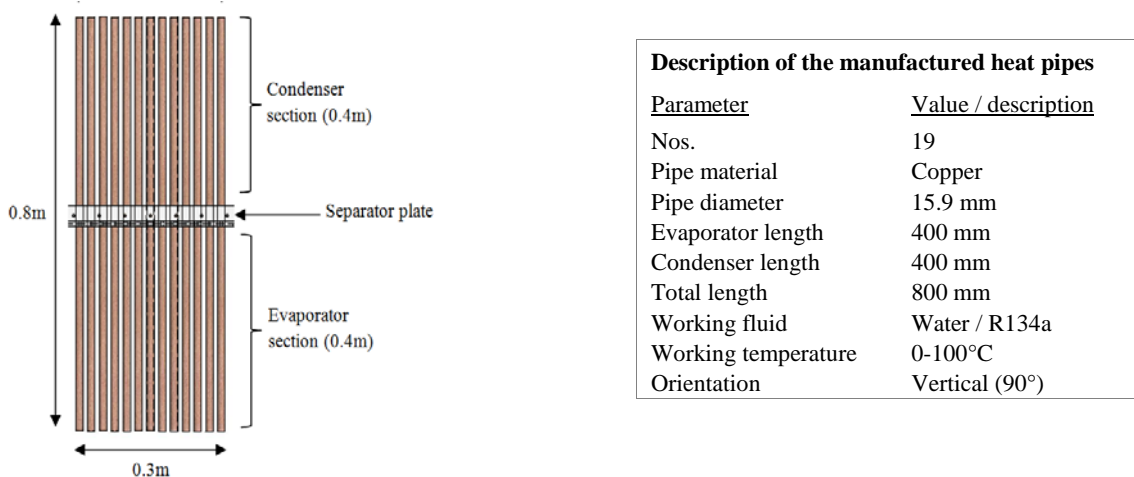 Condenser
section (0.4m)
0.8m
Separator plate
Evaporator
section (0.4m)
0.3m
Description of the manufactured heat pipes
Parameter Value / description
Nos. 19
Pipe material Copper
Pipe diameter 15.9 mm
Evaporator length 400 mm
Condenser length 400 mm
Total length 800 mm
Working fluid Water / R134a
Working temperature 0-100°C
Orientation Vertical (90°)